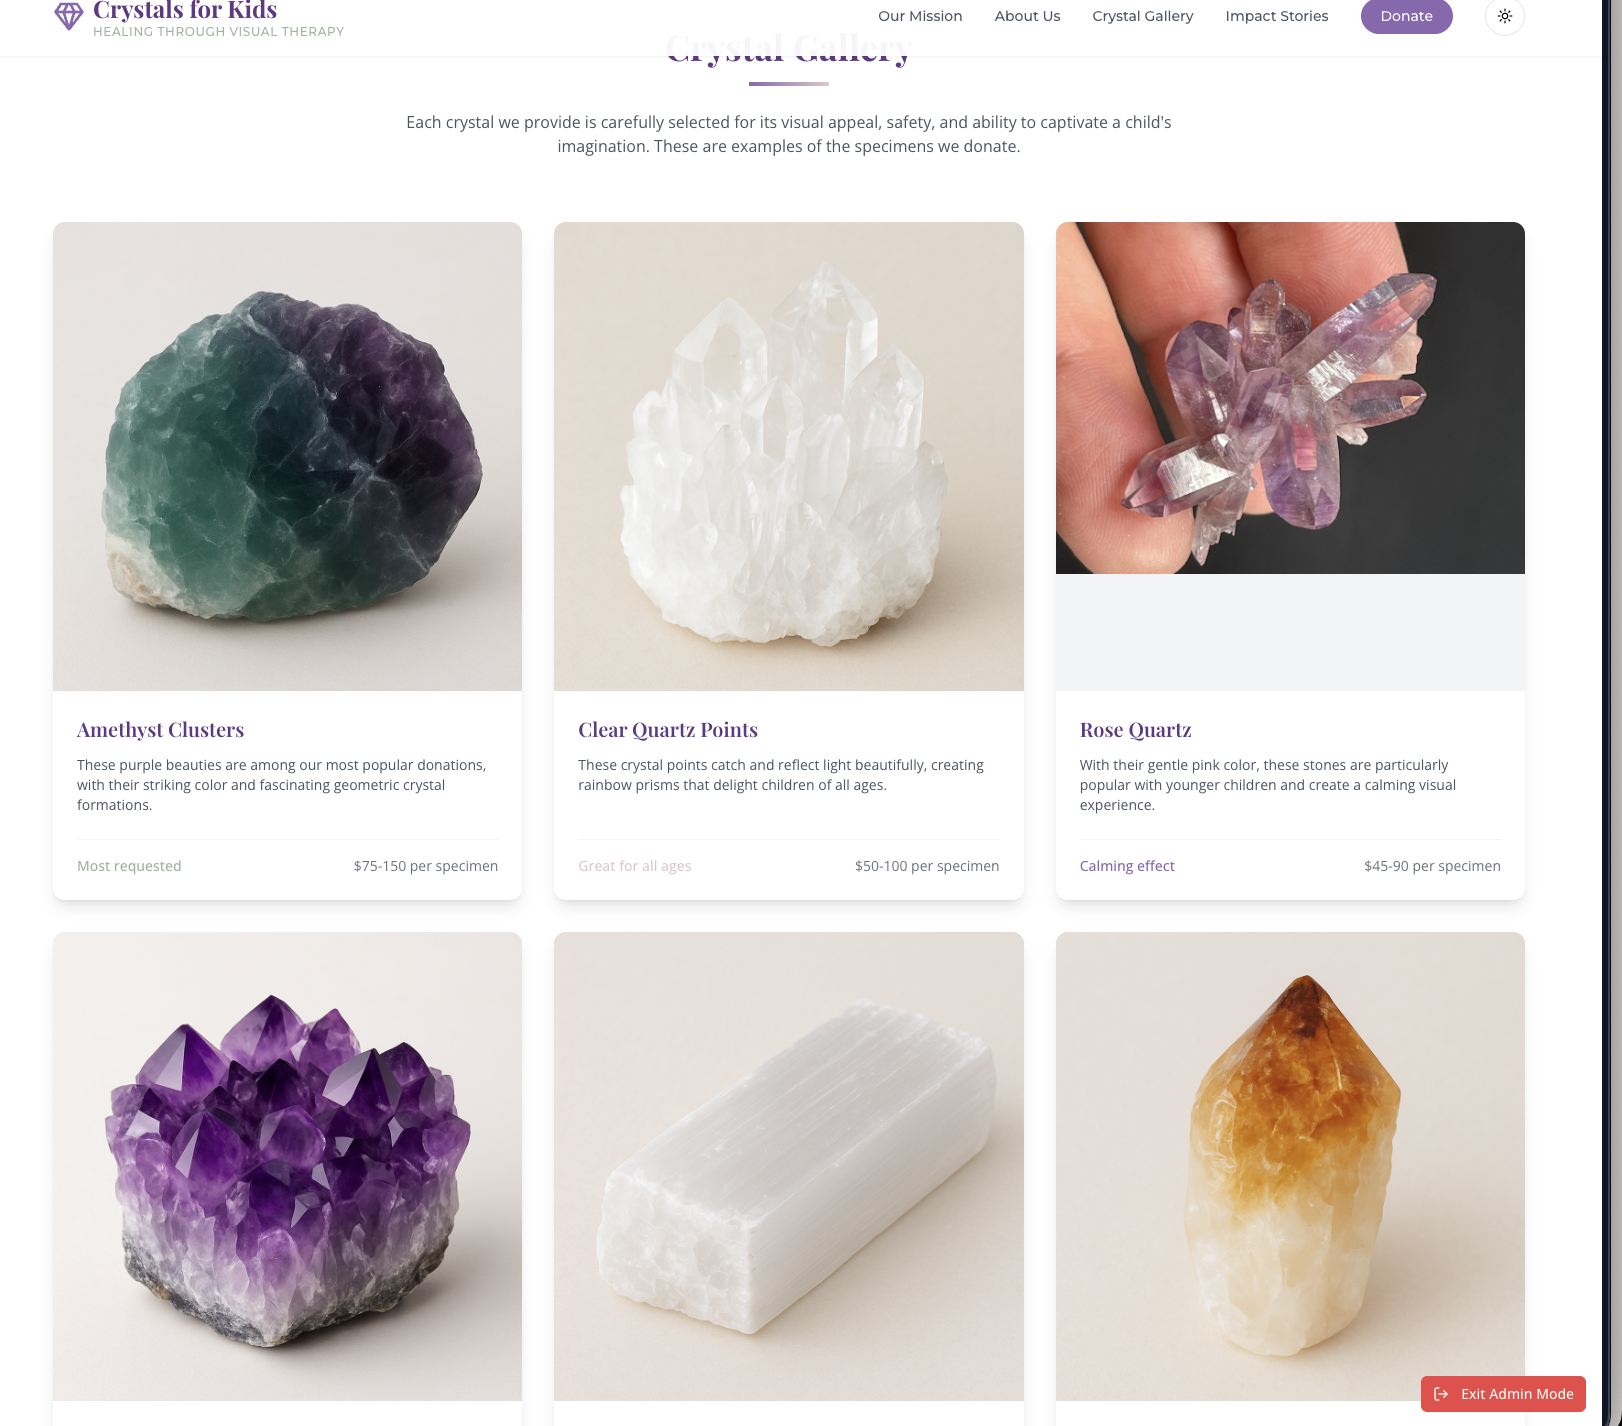 Crystals for Kids
HEALING THROUGH VISUAL THERAPY
Our Mission
About Us
Crystal Gallery
Impact Stories
Donate
Crystal Gallery
Each crystal we provide is carefully selected for its visual appeal, safety, and ability to captivate a child's
imagination. These are examples of the specimens we donate.
Amethyst Clusters
These purple beauties are among our most popular donations,
with their striking color and fascinating geometric crystal
formations.
Most requested
$75-150 per specimen
Clear Quartz Points
These crystal points catch and reflect light beautifully, creating
rainbow prisms that delight children of all ages.
Great for all ages
$50-100 per specimen
Rose Quartz
With their gentle pink color, these stones are particularly
popular with younger children and create a calming visual
experience.
Calming effect
$45-90 per specimen
Exit Admin Mode